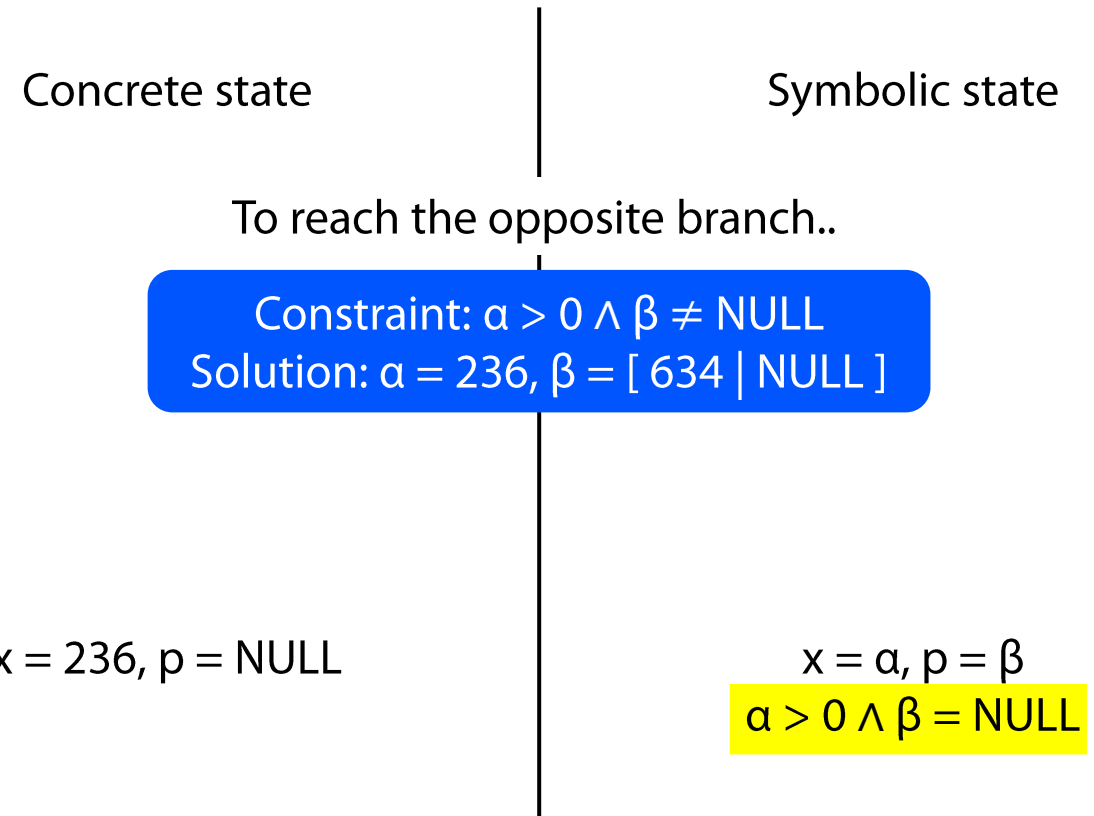 Concrete state
Symbolic state
To reach the opposite branch..
Constraint: α > 0 ∧ β ≠ NULL
Solution: α = 236, β = [ 634 | NULL ]
x = 236, p = NULL
x = α, p = β
α > 0 ∧ β = NULL